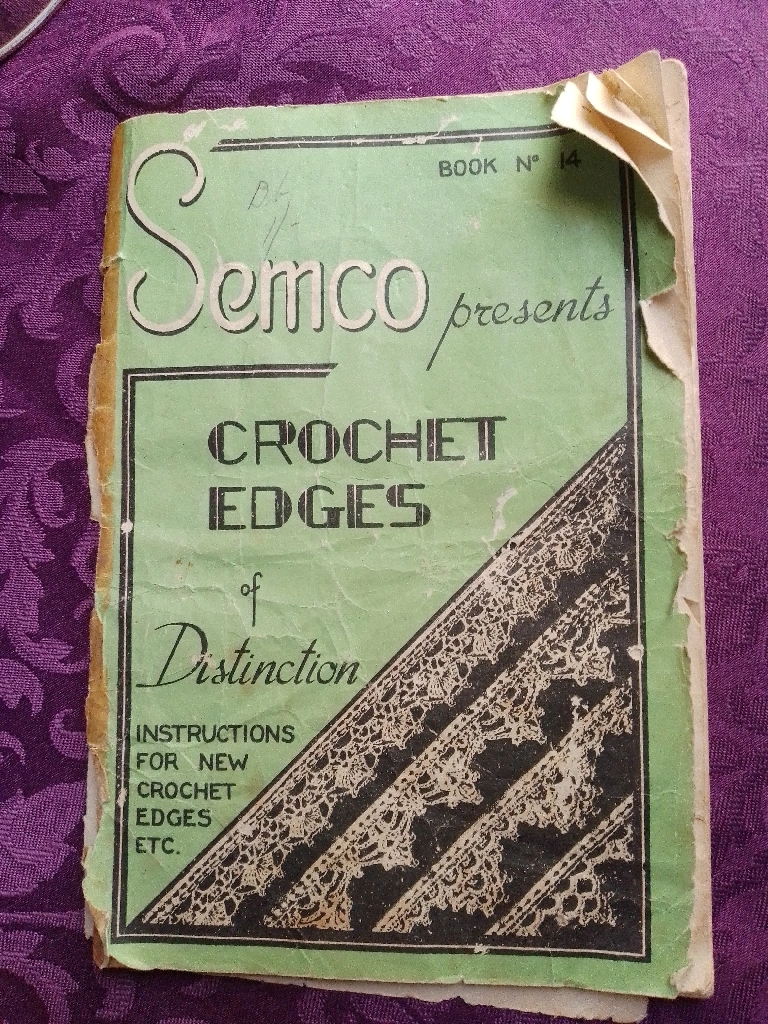 BOOK Nº 14
Semco presents
CROCHET
EDGES
of
Distinction
INSTRUCTIONS
FOR NEW
CROCHET
EDGES
ETC.